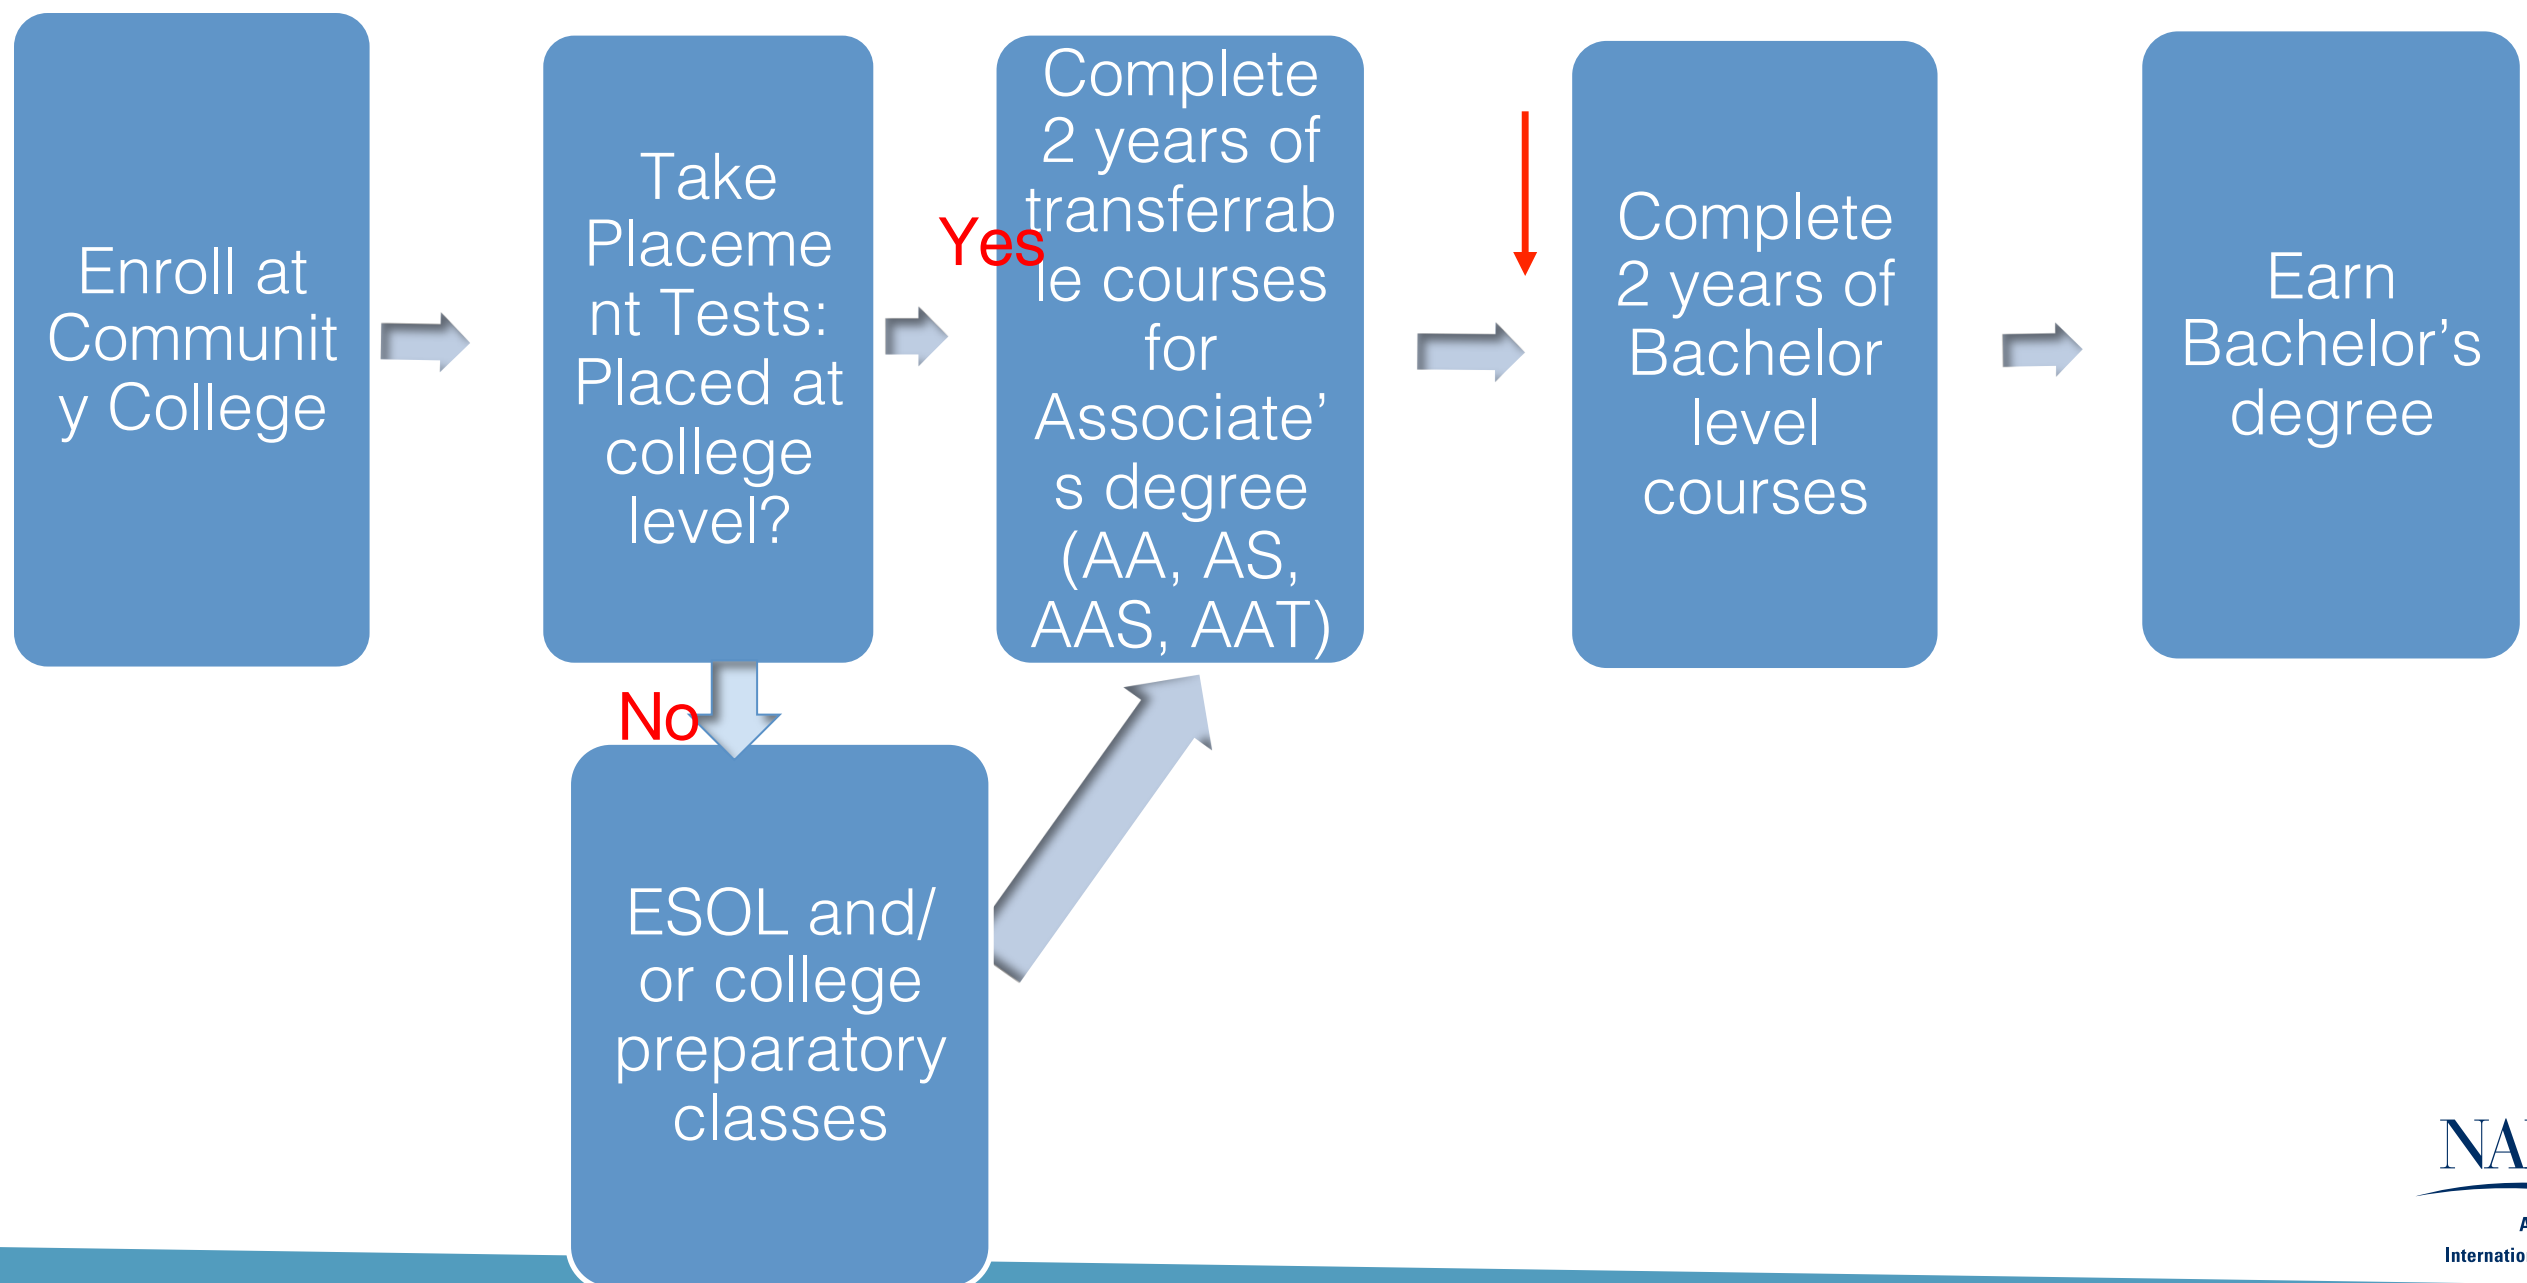 Enroll at
Communit
y College
Take
Placeme
nt Tests:
Placed at
college
level?
Yes
Complete
2 years of
transferrab
le courses
for
Associate’
s degree
(AA, AS,
AAS, AAT)
Complete
2 years of
Bachelor
level
courses
Earn
Bachelor’s
degree
No
ESOL and/
or college
preparatory
classes